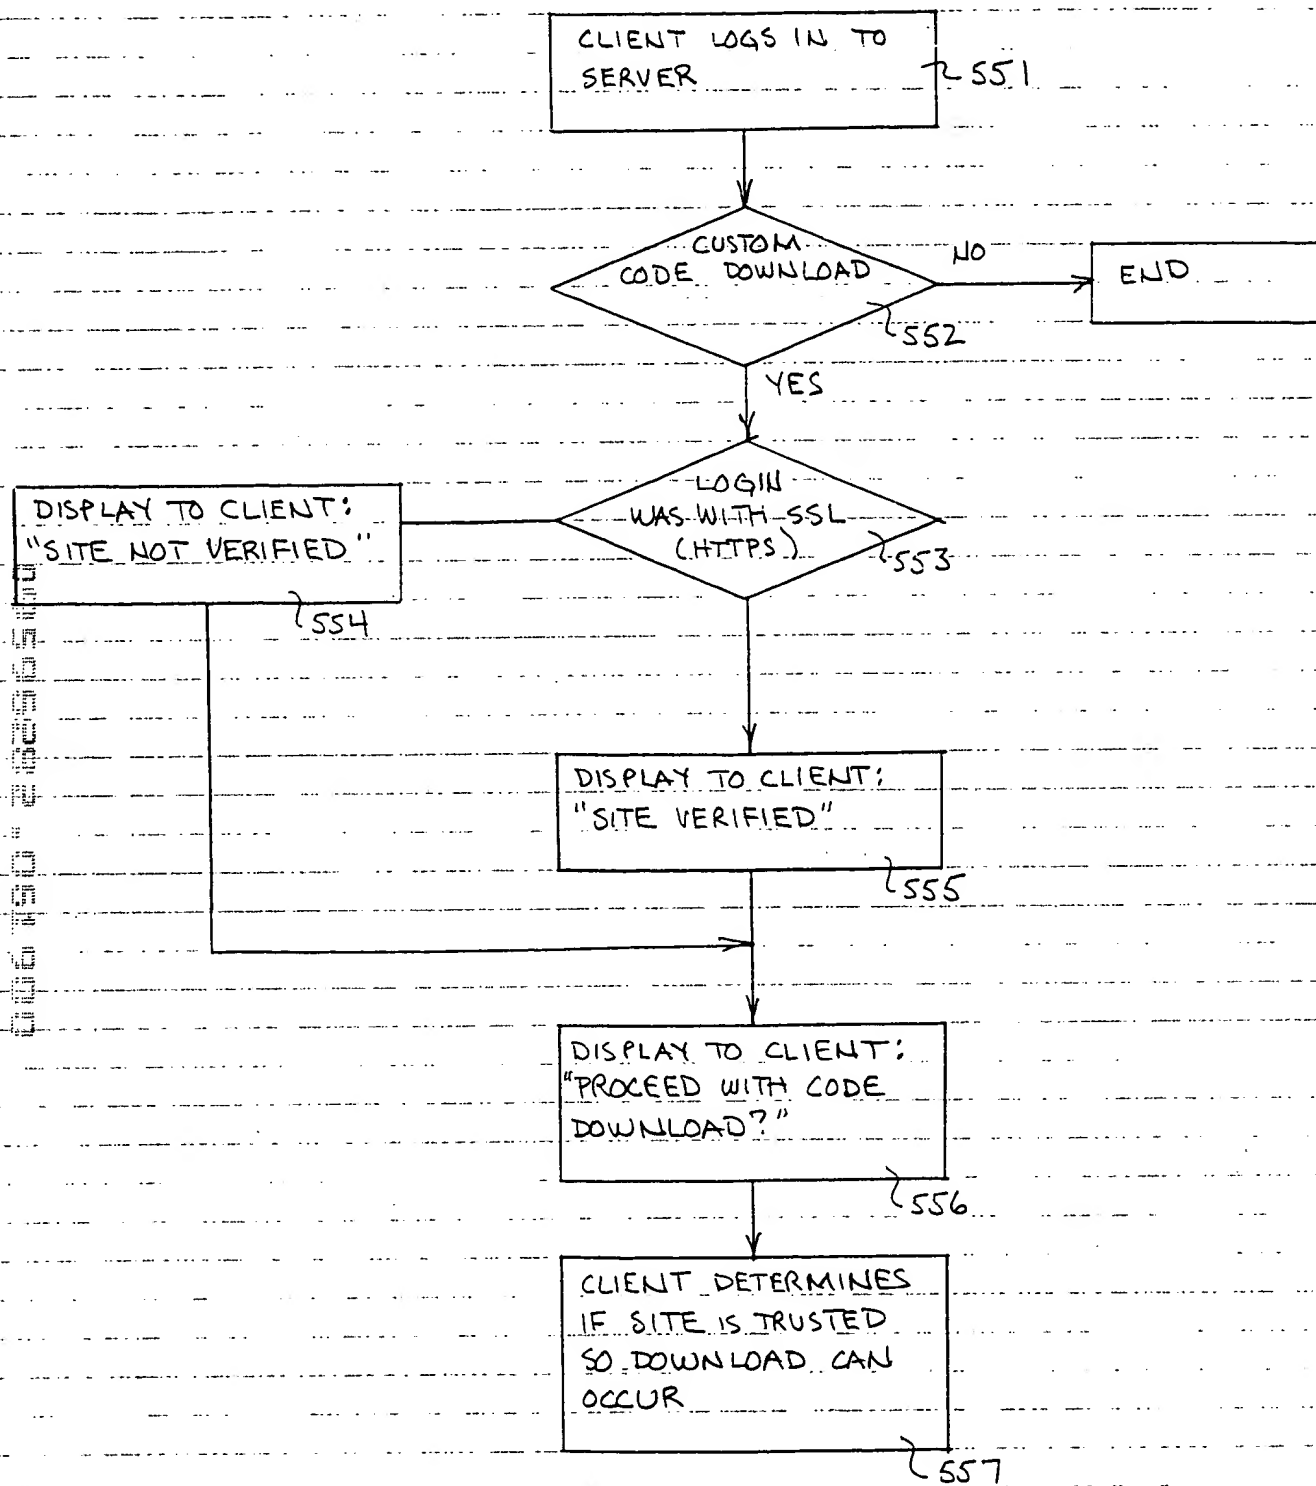 CLIENT LOGS IN TO
SERVER
551
CUSTOM
CODE DOWNLOAD
552
NO
END
YES
LOGIN
WAS WITH SSL
(HTTPS)
553
DISPLAY TO CLIENT:
"SITE NOT VERIFIED"
554
DISPLAY TO CLIENT:
"SITE VERIFIED"
555
DISPLAY TO CLIENT:
"PROCEED WITH CODE
DOWNLOAD?"
556
CLIENT DETERMINES
IF SITE IS TRUSTED
SO DOWNLOAD CAN
OCCUR
557